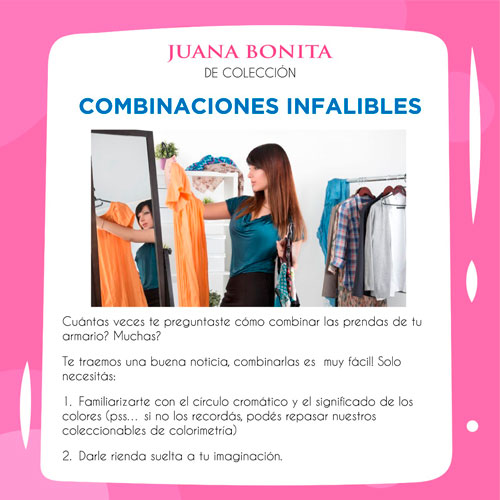 JUANA BONITA
DE COLECCIÓN
COMBINACIONES INFALIBLES
Cuántas veces te preguntaste cómo combinar las prendas de tu
armario? Muchas?
Te traemos una buena noticia, combinarlas es muy fácil! Solo
necesitás:
1. Familiarizarte con el círculo cromático y el significado de los
colores (pss... si no los recordás, podés repasar nuestros
coleccionables de colorimetría)
2. Darle rienda suelta a tu imaginación.